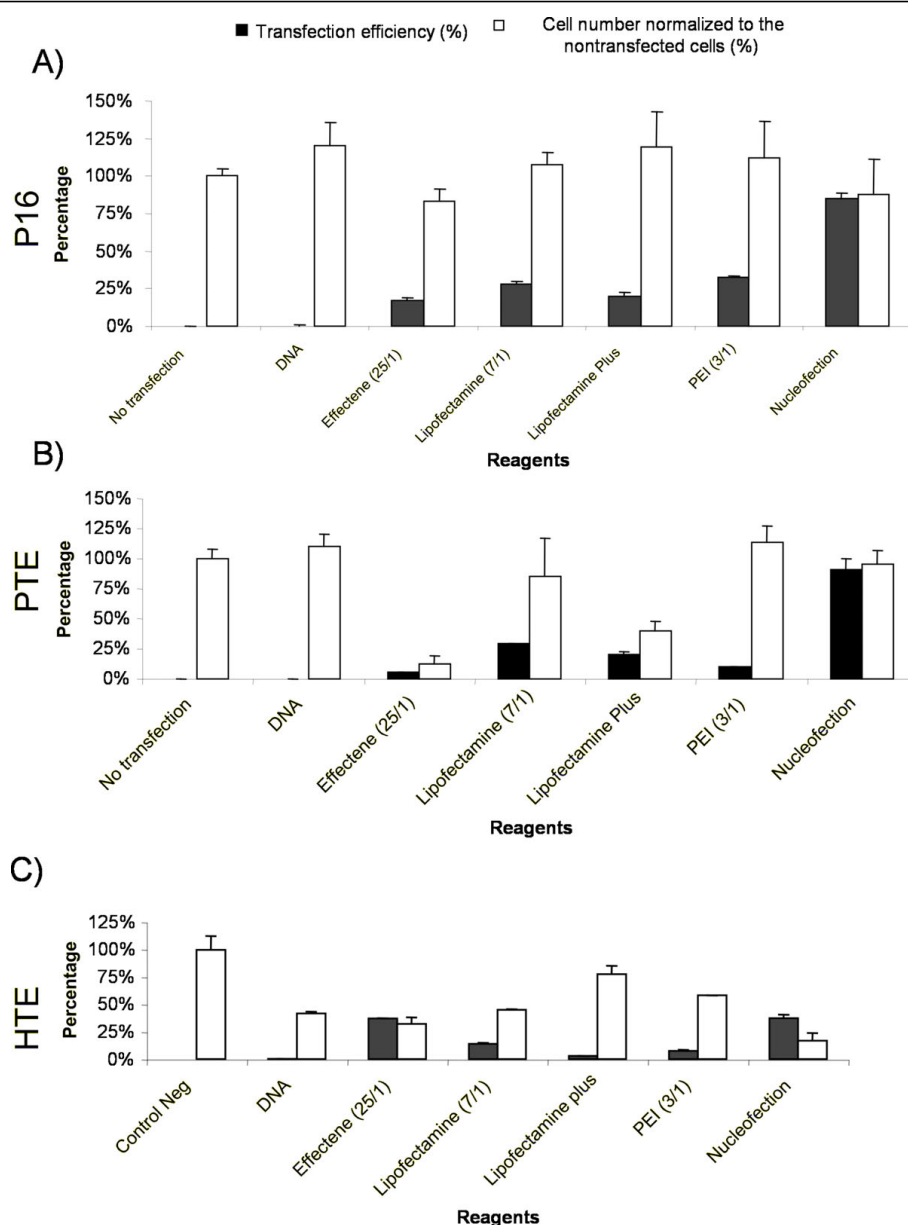 Transfection efficiency (%)
Cell number normalized to the
nontransfected cells (%)
A)
P16
Percentage
150%
125%
100%
75%
50%
25%
0%
No transfection
DNA
Effectene (25/1)
Lipofectamine (7/1)
Lipofectamine Plus
PEI (3/1)
Nucleofection
Reagents
B)
PTE
Percentage
150%
125%
100%
75%
50%
25%
0%
No transfection
DNA
Effectene (25/1)
Lipofectamine (7/1)
Lipofectamine Plus
PEI (3/1)
Nucleofection
Reagents
C)
HTE
Percentage
125%
100%
75%
50%
25%
0%
Control Neg
DNA
Effectene (25/1)
Lipofectamine (7/1)
Lipofectamine plus
PEI (3/1)
Nucleofection
Reagents